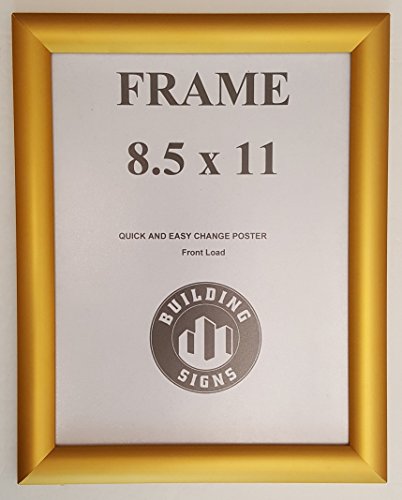 FRAME
8.5 x 11
QUICK AND EASY CHANGE POSTER
Front Load
BUILDING
SIGNS